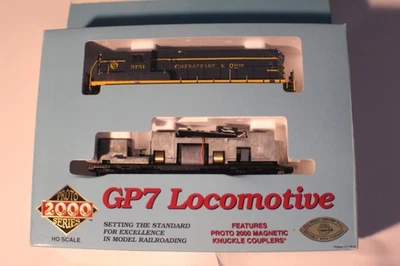 CHESAPEAKE & OHIO
GP7 Locomotive
PROTO
2000
SERIES
HO SCALE
SETTING THE STANDARD
FOR EXCELLENCE
IN MODEL RAILROADING
FEATURES
PROTO 2000 MAGNETIC
KNUCKLE COUPLERS